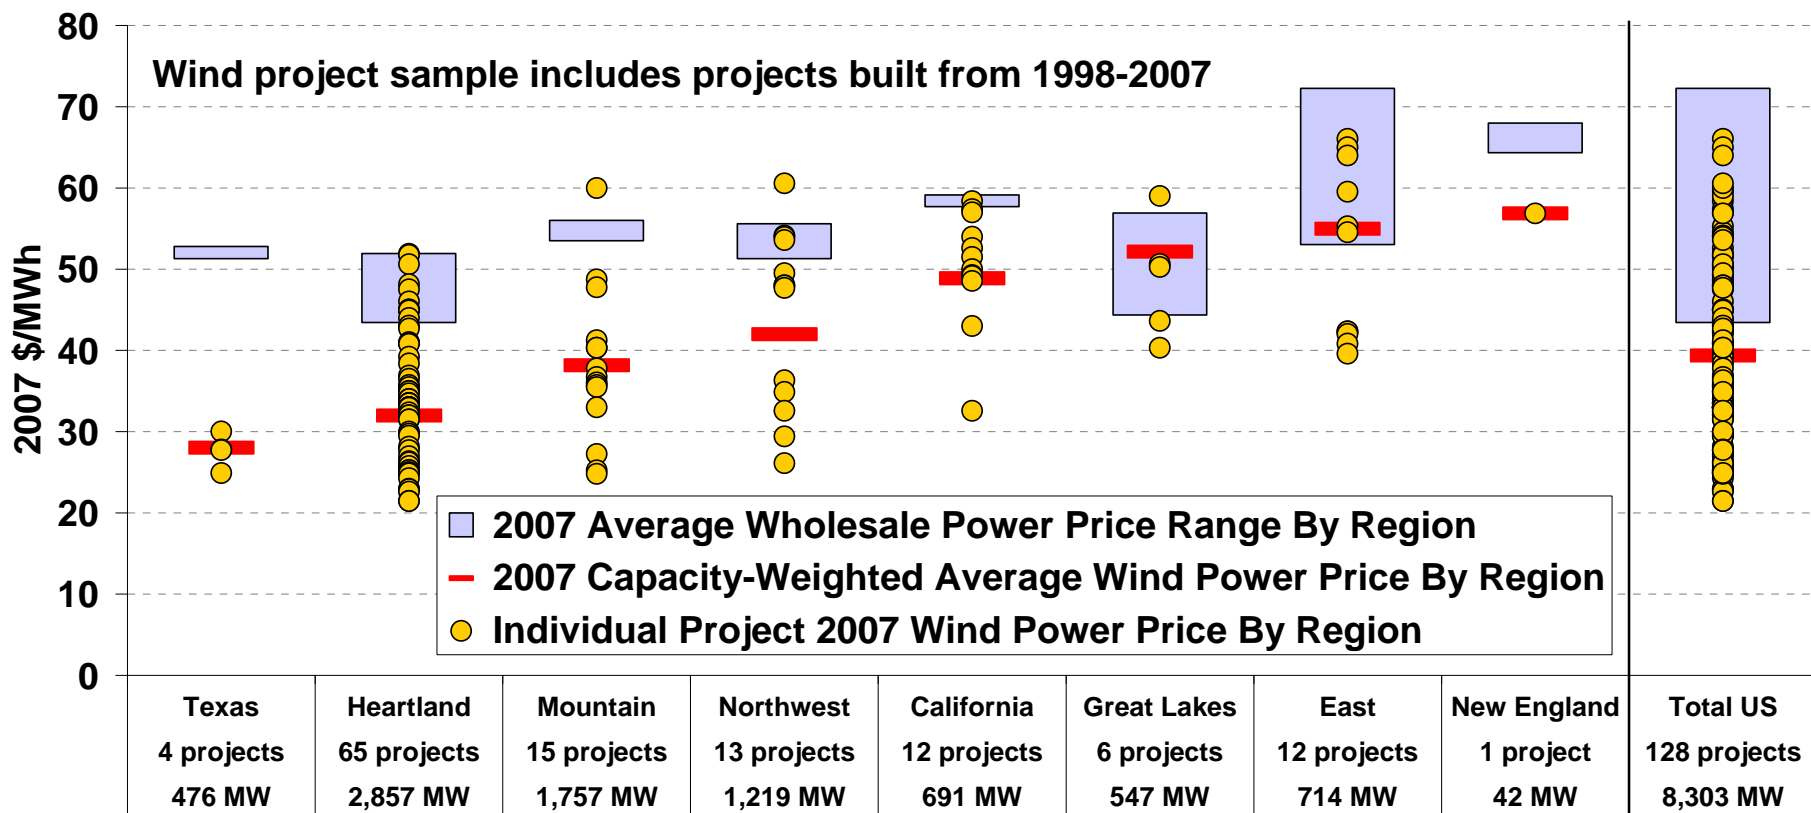 80
Wind project sample includes projects built from 1998-2007
70
60
50
40
30
20
10
0
2007 $/MWh
2007 Average Wholesale Power Price Range By Region
2007 Capacity-Weighted Average Wind Power Price By Region
Individual Project 2007 Wind Power Price By Region
Texas Heartland Mountain Northwest California Great Lakes East New England Total US
4 projects 65 projects 15 projects 13 projects 12 projects 6 projects 12 projects 1 project 128 projects
476 MW 2,857 MW 1,757 MW 1,219 MW 691 MW 547 MW 714 MW 42 MW 8,303 MW